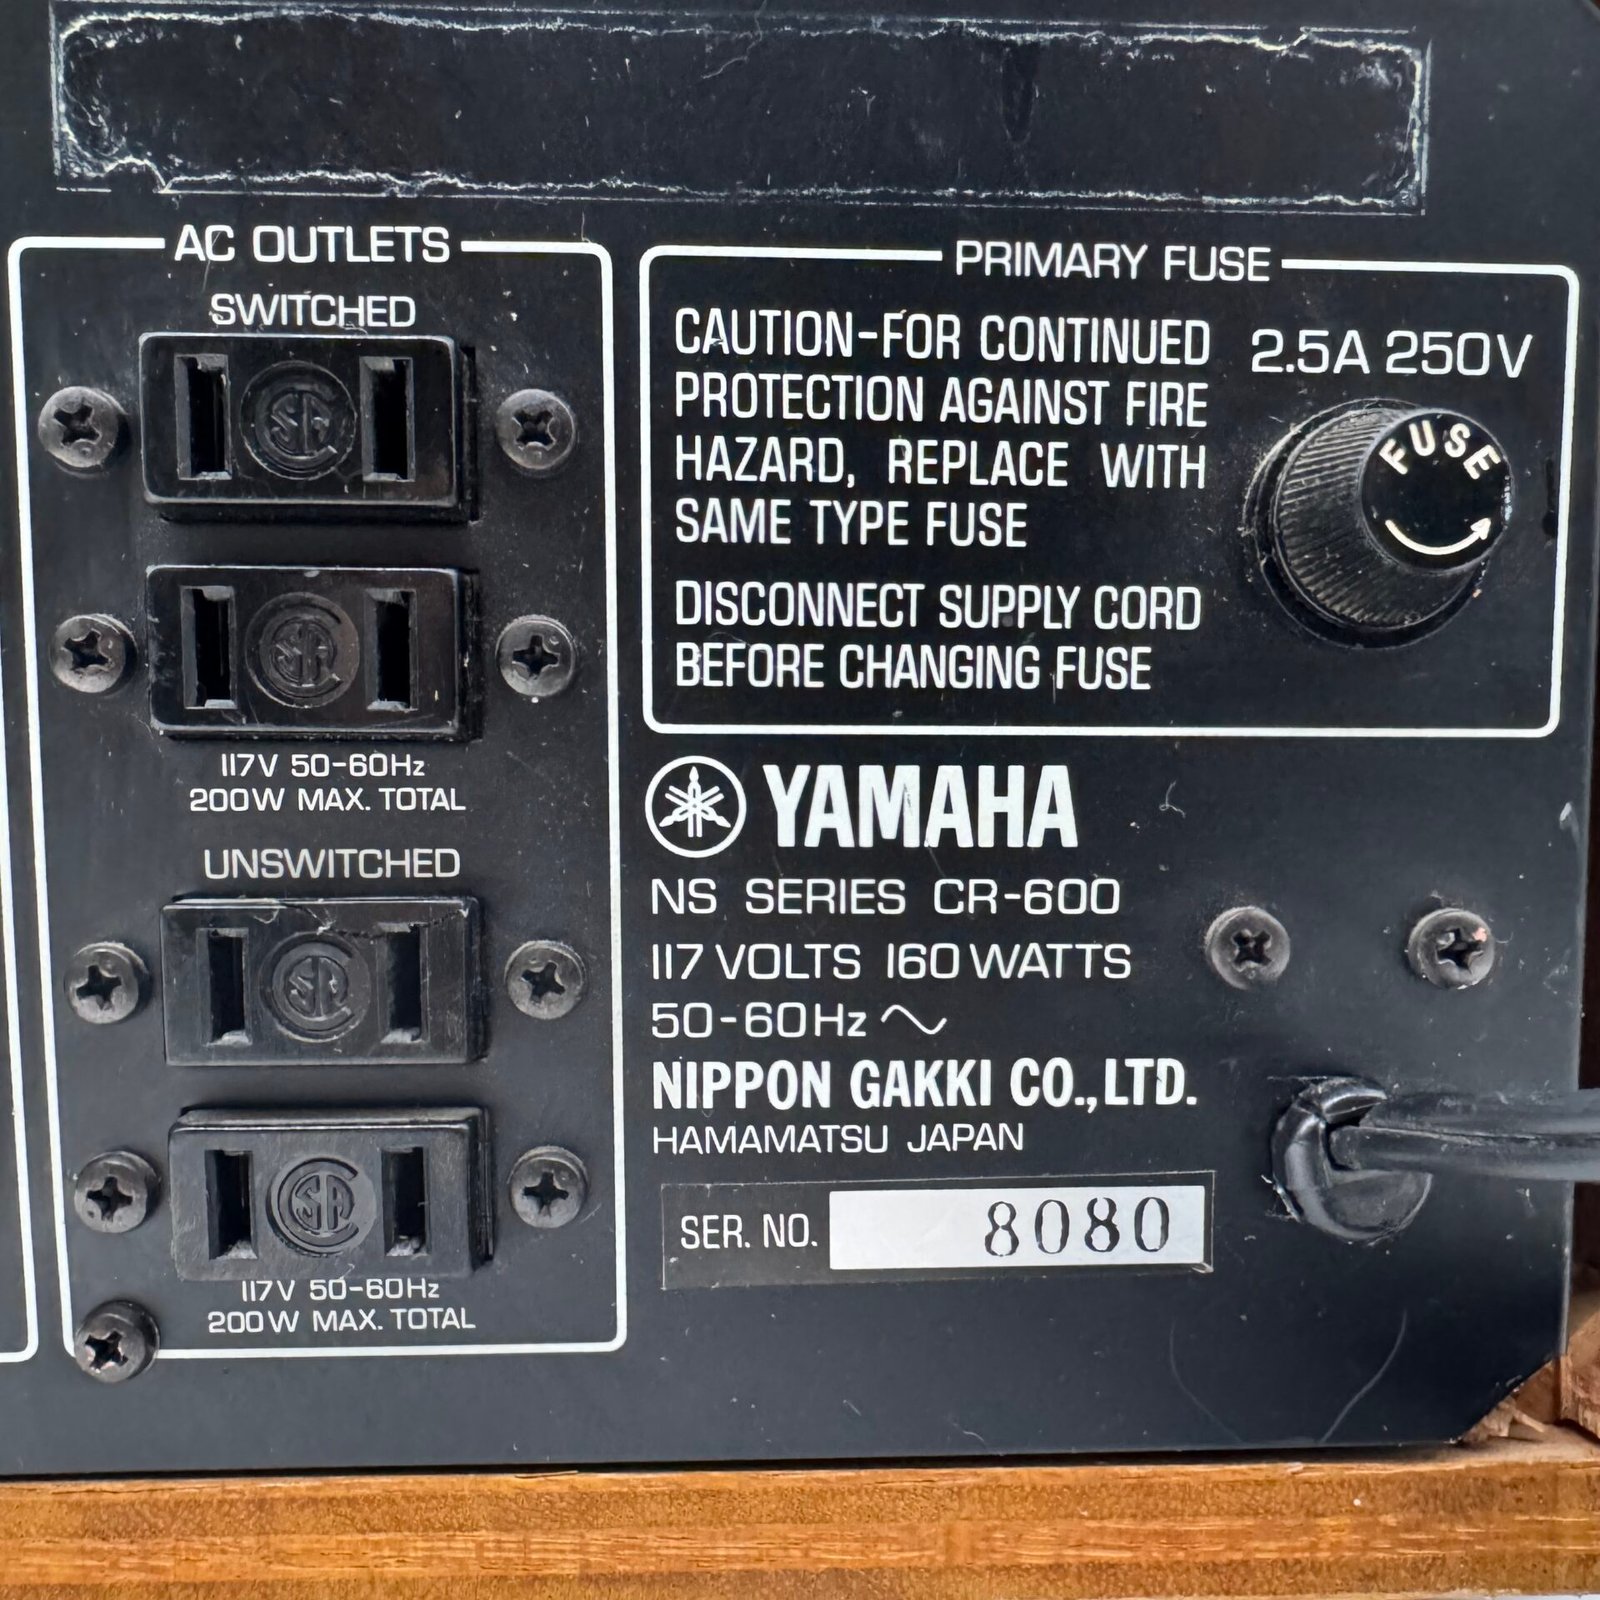 AC OUTLETS
SWITCHED
117V 50-60Hz
200W MAX. TOTAL
UNSWITCHED
117V 50-60Hz
200W MAX. TOTAL
PRIMARY FUSE
CAUTION-FOR CONTINUED
PROTECTION AGAINST FIRE
HAZARD, REPLACE WITH
SAME TYPE FUSE
DISCONNECT SUPPLY CORD
BEFORE CHANGING FUSE
2.5A 250V
FUSE
YAMAHA
NS SERIES CR-600
117 VOLTS 160 WATTS
50-60Hz ~
NIPPON GAKKI CO., LTD.
HAMAMATSU JAPAN
SER. NO. 8080